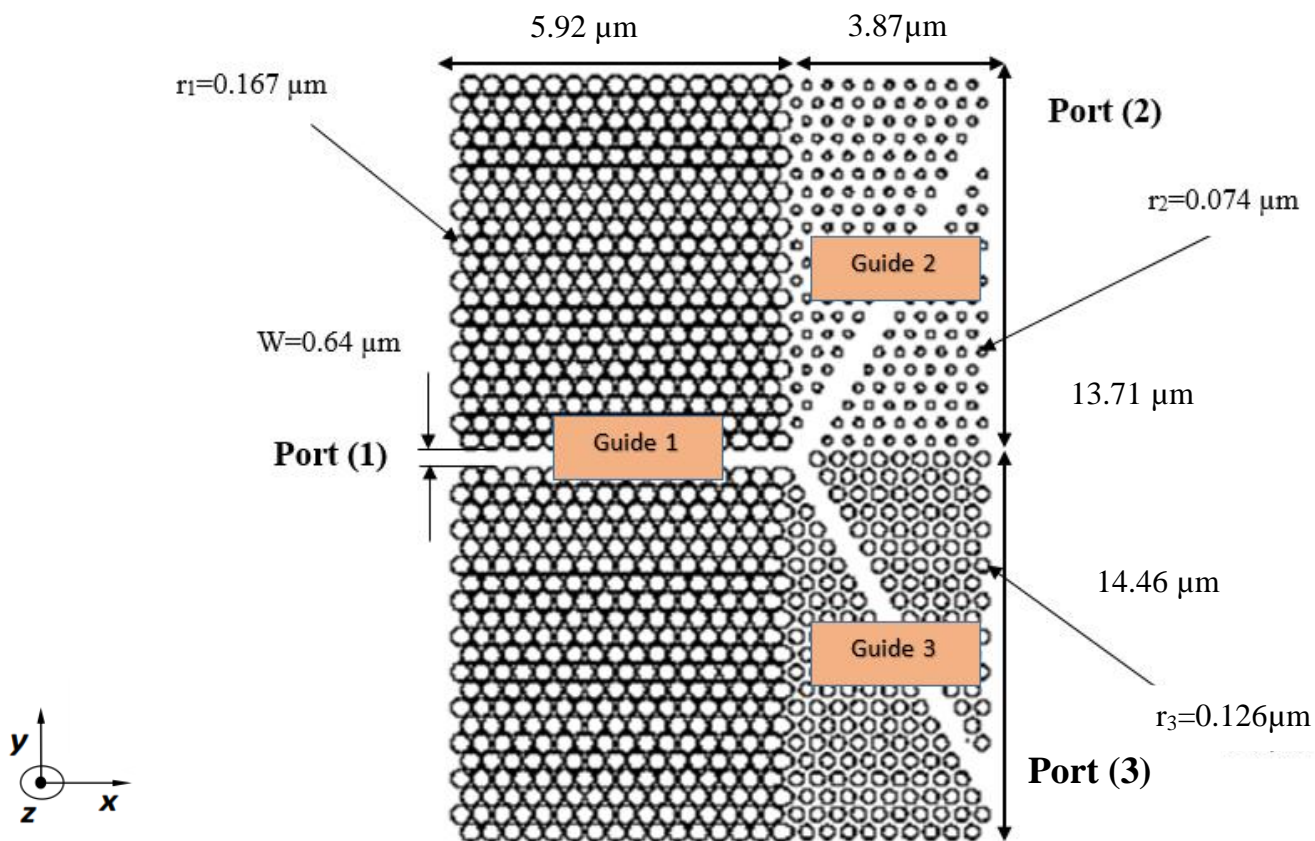 5.92 µm
3.87µm
r₁=0.167 µm
Port (2)
r₂=0.074 µm
Guide 2
W=0.64 µm
13.71 µm
Port (1)
Guide 1
14.46 µm
Guide 3
r₃=0.126µm
y
Port (3)
z
x